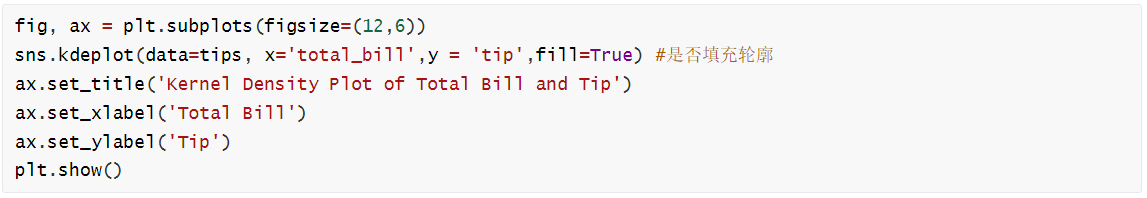 fig, ax = plt.subplots(figsize=(12,6))
sns.kdeplot(data=tips, x='total_bill',y = 'tip',fill=True) #是否填充轮廓
ax.set_title('Kernel Density Plot of Total Bill and Tip')
ax.set_xlabel('Total Bill')
ax.set_ylabel('Tip')
plt.show()